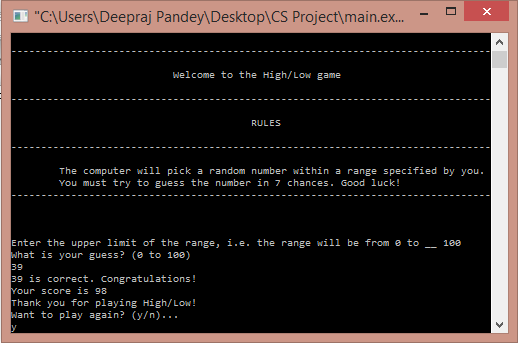 "C:\Users\Deepraj Pandey\Desktop\CS Project\main.ex...
Welcome to the High/Low game
RULES
The computer will pick a random number within a range specified by you.
You must try to guess the number in 7 chances. Good luck!
Enter the upper limit of the range, i.e. the range will be from 0 to __ 100
What is your guess? (0 to 100)
39
39 is correct. Congratulations!
Your score is 98
Thank you for playing High/Low!
Want to play again? (y/n)...
y